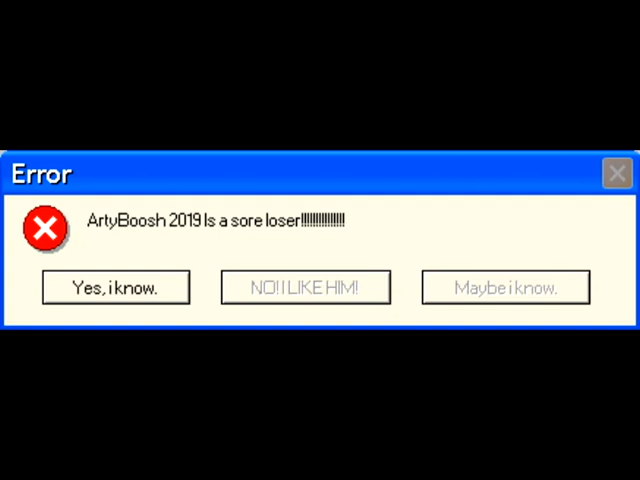 Error
ArtyBoosh 2019 Is a sore loser!!!!!!!!!!!!!!
Yes, i know.
NO! I LIKE HIM!
Maybe i know.